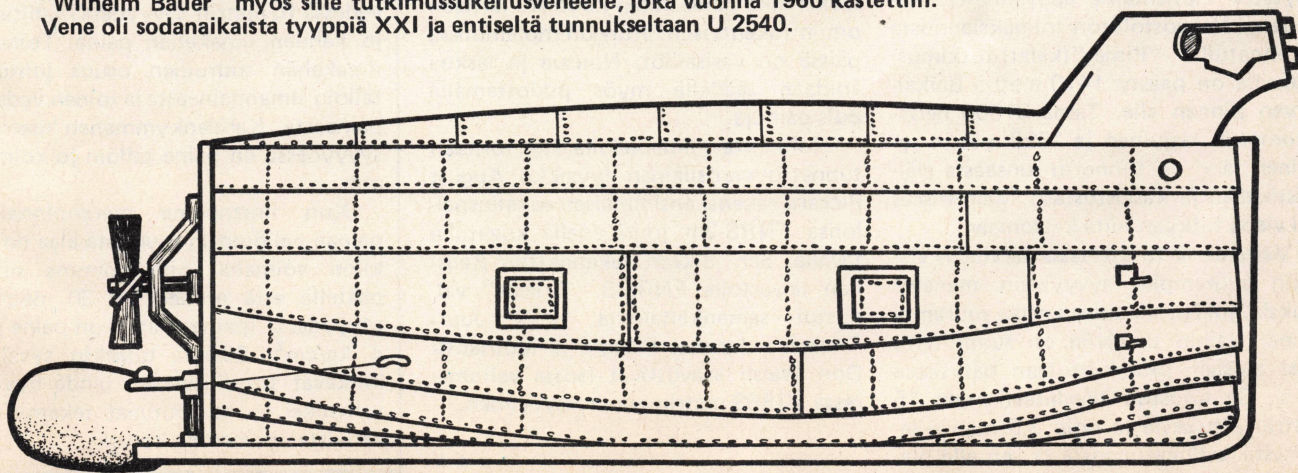 "Wilhelm Bauer" myös sille tutkimussukellusveneelle, joka vuonna 1960 kastettiin.
Vene oli sodanaikaista tyyppiä XXI ja entiseltä tunnukseltaan U 2540.